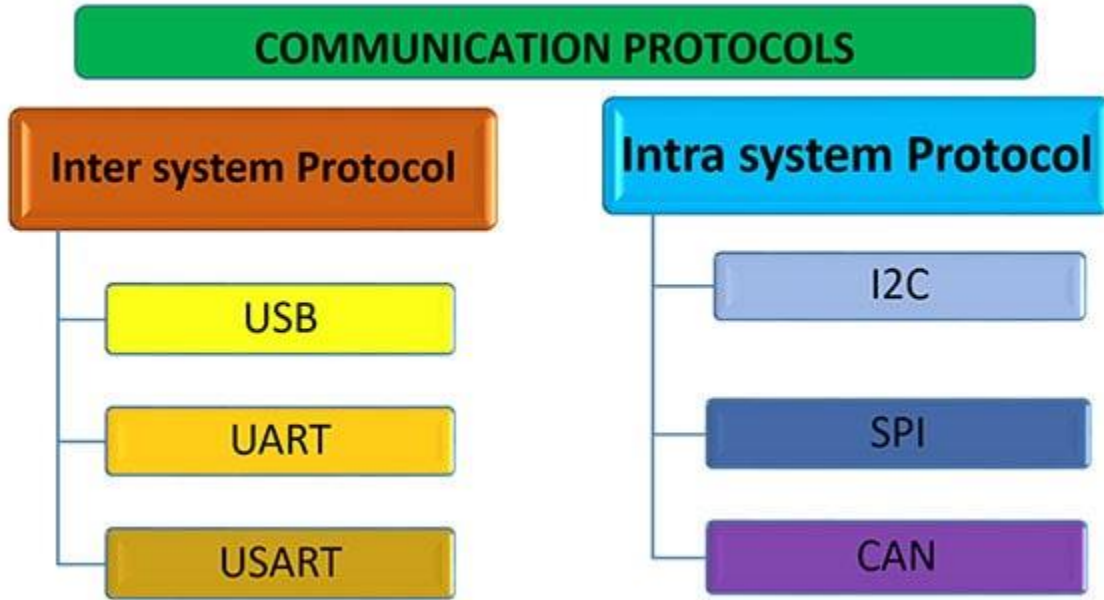 COMMUNICATION PROTOCOLS
Inter system Protocol
USB
UART
USART
Intra system Protocol
I2C
SPI
CAN